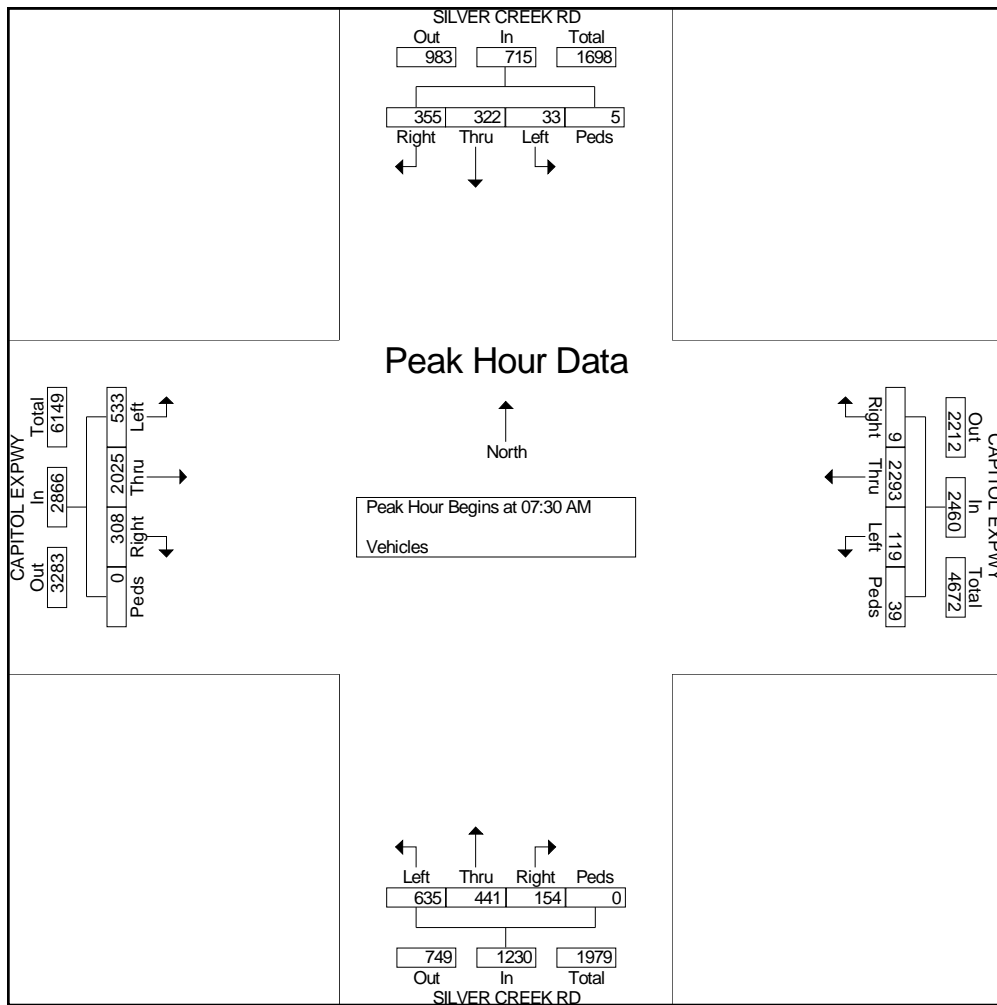 SILVER CREEK RD
Out In Total
983 715 1698
355 322 33 5
Right Thru Left Peds
Peak Hour Data
North
Peak Hour Begins at 07:30 AM
Vehicles
CAPITOL EXPWY
Total In Out
6149 2866 3283
533 2025 308 0
Left Thru Right Peds
Right Thru Left Peds
9 2293 119 39
2212 2460 4672
Out In Total
CAPITOL EXPWY
Left Thru Right Peds
635 441 154 0
749 1230 1979
Out In Total
SILVER CREEK RD